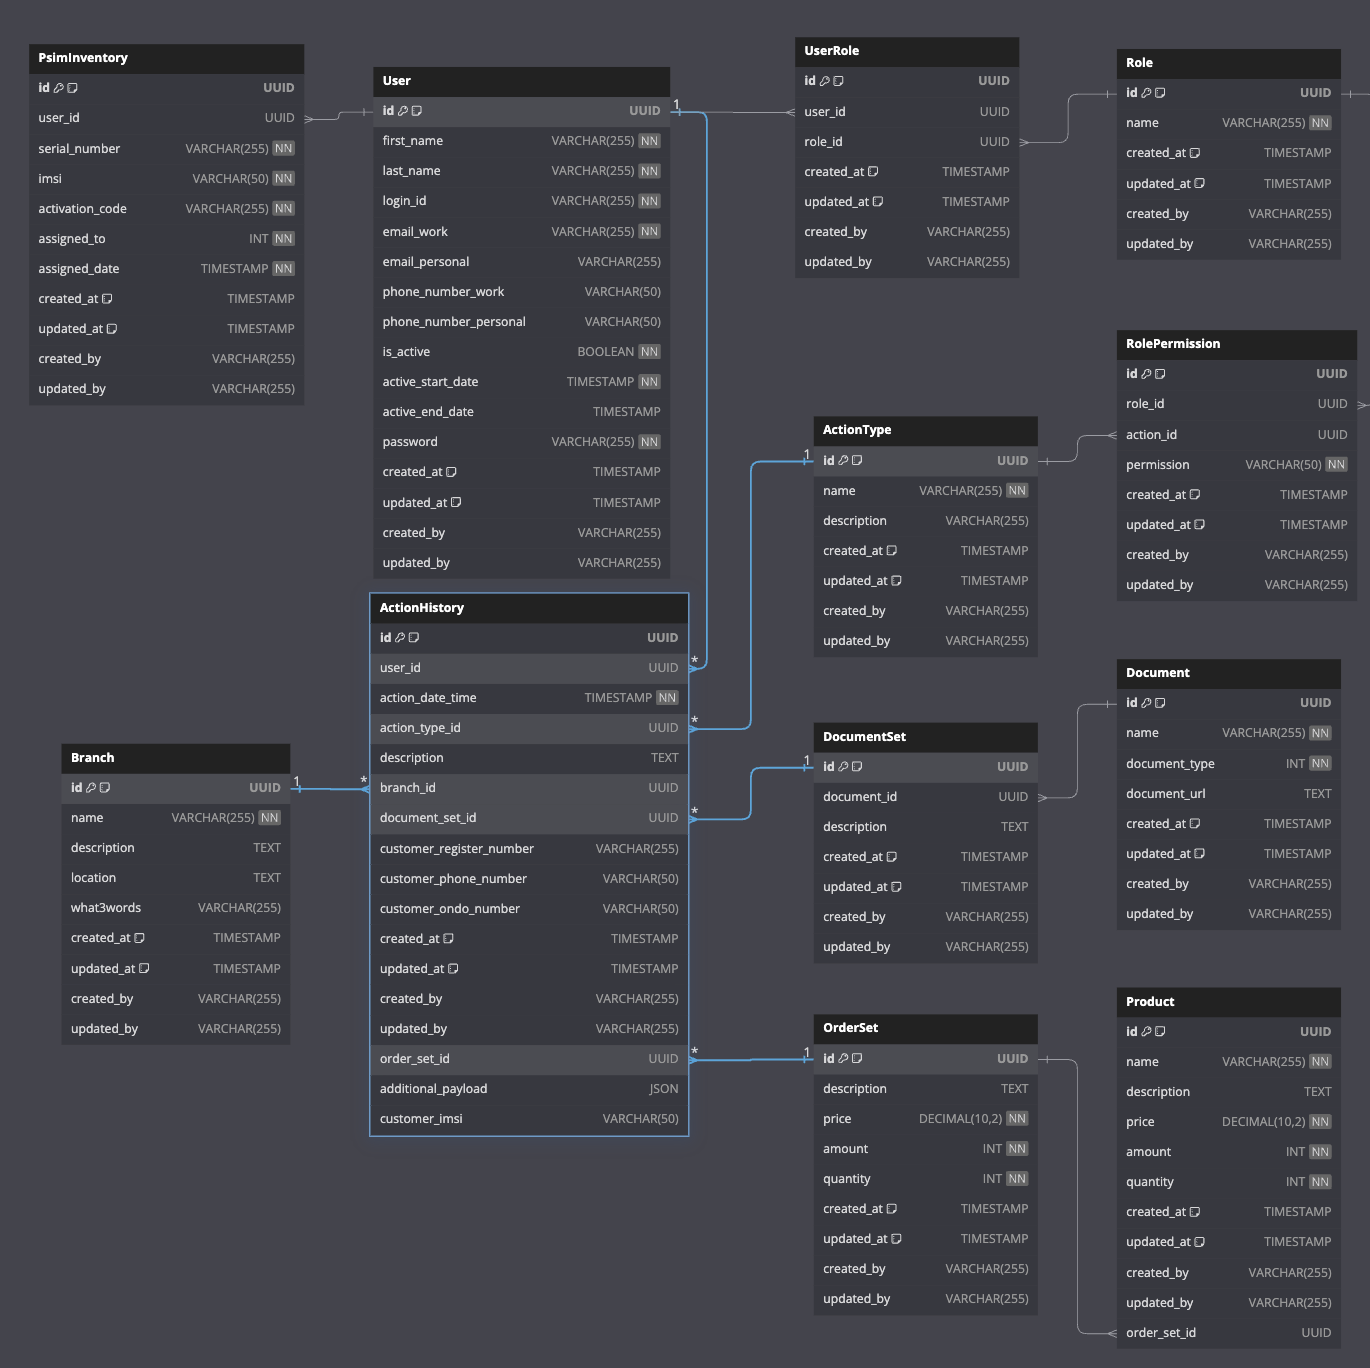 PsimInventory
id UUID
user_id UUID
serial_number VARCHAR(255) NN
imsi VARCHAR(50) NN
activation_code VARCHAR(255) NN
assigned_to INT NN
assigned_date TIMESTAMP NN
created_at TIMESTAMP
updated_at TIMESTAMP
created_by VARCHAR(255)
updated_by VARCHAR(255)
User
id UUID 1
first_name VARCHAR(255) NN
last_name VARCHAR(255) NN
login_id VARCHAR(255) NN
email_work VARCHAR(255) NN
email_personal VARCHAR(255)
phone_number_work VARCHAR(50)
phone_number_personal VARCHAR(50)
is_active BOOLEAN NN
active_start_date TIMESTAMP NN
active_end_date TIMESTAMP
password VARCHAR(255) NN
created_at TIMESTAMP
updated_at TIMESTAMP
created_by VARCHAR(255)
updated_by VARCHAR(255)
UserRole
id UUID
user_id UUID
role_id UUID
created_at TIMESTAMP
updated_at TIMESTAMP
created_by VARCHAR(255)
updated_by VARCHAR(255)
Role
id UUID
name VARCHAR(255) NN
created_at TIMESTAMP
updated_at TIMESTAMP
created_by VARCHAR(255)
updated_by VARCHAR(255)
RolePermission
id UUID
role_id UUID
action_id UUID
permission VARCHAR(50) NN
created_at TIMESTAMP
updated_at TIMESTAMP
created_by VARCHAR(255)
updated_by VARCHAR(255)
ActionType
1 id UUID
name VARCHAR(255) NN
description VARCHAR(255)
created_at TIMESTAMP
updated_at TIMESTAMP
created_by VARCHAR(255)
updated_by VARCHAR(255)
Branch
id UUID 1
name VARCHAR(255) NN
description TEXT
location TEXT
what3words VARCHAR(255)
created_at TIMESTAMP
updated_at TIMESTAMP
created_by VARCHAR(255)
updated_by VARCHAR(255)
ActionHistory
id UUID
user_id UUID *
action_date_time TIMESTAMP NN
action_type_id UUID *
description TEXT
* branch_id UUID
document_set_id UUID *
customer_register_number VARCHAR(255)
customer_phone_number VARCHAR(50)
customer_ondo_number VARCHAR(50)
created_at TIMESTAMP
updated_at TIMESTAMP
created_by VARCHAR(255)
updated_by VARCHAR(255)
order_set_id UUID *
additional_payload JSON
customer_imsi VARCHAR(50)
DocumentSet
1 id UUID
document_id UUID
description TEXT
created_at TIMESTAMP
updated_at TIMESTAMP
created_by VARCHAR(255)
updated_by VARCHAR(255)
Document
id UUID
name VARCHAR(255) NN
document_type INT NN
document_url TEXT
created_at TIMESTAMP
updated_at TIMESTAMP
created_by VARCHAR(255)
updated_by VARCHAR(255)
OrderSet
1 id UUID
description TEXT
price DECIMAL(10,2) NN
amount INT NN
quantity INT NN
created_at TIMESTAMP
updated_at TIMESTAMP
created_by VARCHAR(255)
updated_by VARCHAR(255)
Product
id UUID
name VARCHAR(255) NN
description TEXT
price DECIMAL(10,2) NN
amount INT NN
quantity INT NN
created_at TIMESTAMP
updated_at TIMESTAMP
created_by VARCHAR(255)
updated_by VARCHAR(255)
order_set_id UUID